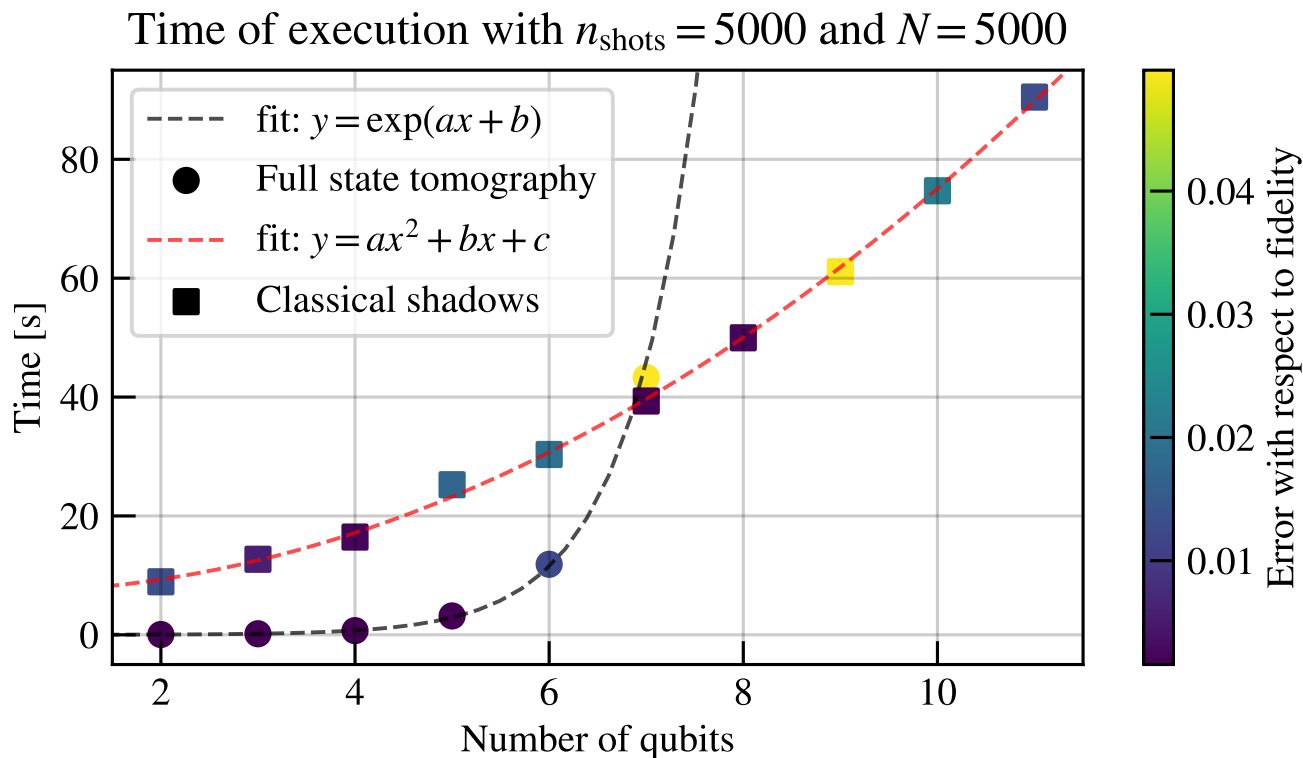 Time of execution with n_shots = 5000 and N = 5000
fit: y = exp(ax + b)
Full state tomography
fit: y = ax² + bx + c
Classical shadows
80
60
40
20
0
Time [s]
2 4 6 8 10
Number of qubits
0.04
0.03
0.02
0.01
Error with respect to fidelity